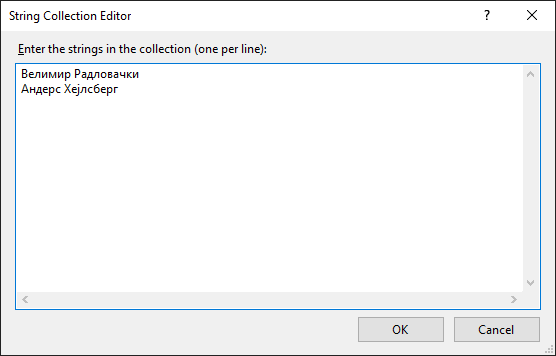 String Collection Editor
?
Enter the strings in the collection (one per line):
Велимир Радловачки
Андерс Хејлсберг
OK
Cancel